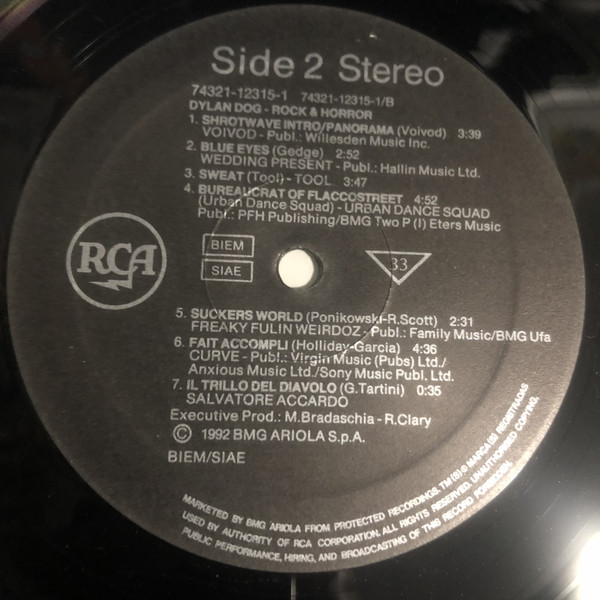 Side 2 Stereo
74321-12315-1 74321-12315-1/B
DYLAN DOG - ROCK & HORROR
1. SHROTWAVE INTRO/PANORAMA (Voivod) 3:39
VOIVOD - Publ.: Willesden Music Inc.
2. BLUE EYES (Gedge) 2:52
WEDDING PRESENT - Publ.: Hallin Music Ltd.
3. SWEAT (Tool) - TOOL 3:47
4. BUREAUCRAT OF FLACCOSTREET 4:52
(Urban Dance Squad) - URBAN DANCE SQUAD
Publ.: PFH Publishing/BMG Two P (I) Eters Music
RCA
BIEM
SIAE
33
5. SUCKERS WORLD (Ponikowski-R.Scott) 2:31
FREAKY FULIN WEIRDOZ - Publ.: Family Music/BMG Ufa
6. FAIT ACCOMPLI (Holliday-Garcia) 4:36
CURVE - Publ.: Virgin Music (Pubs) Ltd./
Anxious Music Ltd./Sony Music Publ. Ltd.
7. IL TRILLO DEL DIAVOLO (G.Tartini) 0:35
SALVATORE ACCARDO
Executive Prod.: M.Bradaschia - R.Clary
© 1992 BMG ARIOLA S.p.A.
BIEM/SIAE
MARKETED BY BMG ARIOLA FROM PROTECTED RECORDINGS. TM(S) ® MARCA(S) REGISTRADAS
USED BY AUTHORITY OF RCA CORPORATION. ALL RIGHTS RESERVED. UNAUTHORISED COPYING,
PUBLIC PERFORMANCE, HIRING, AND BROADCASTING OF THIS RECORD FORBIDDEN.